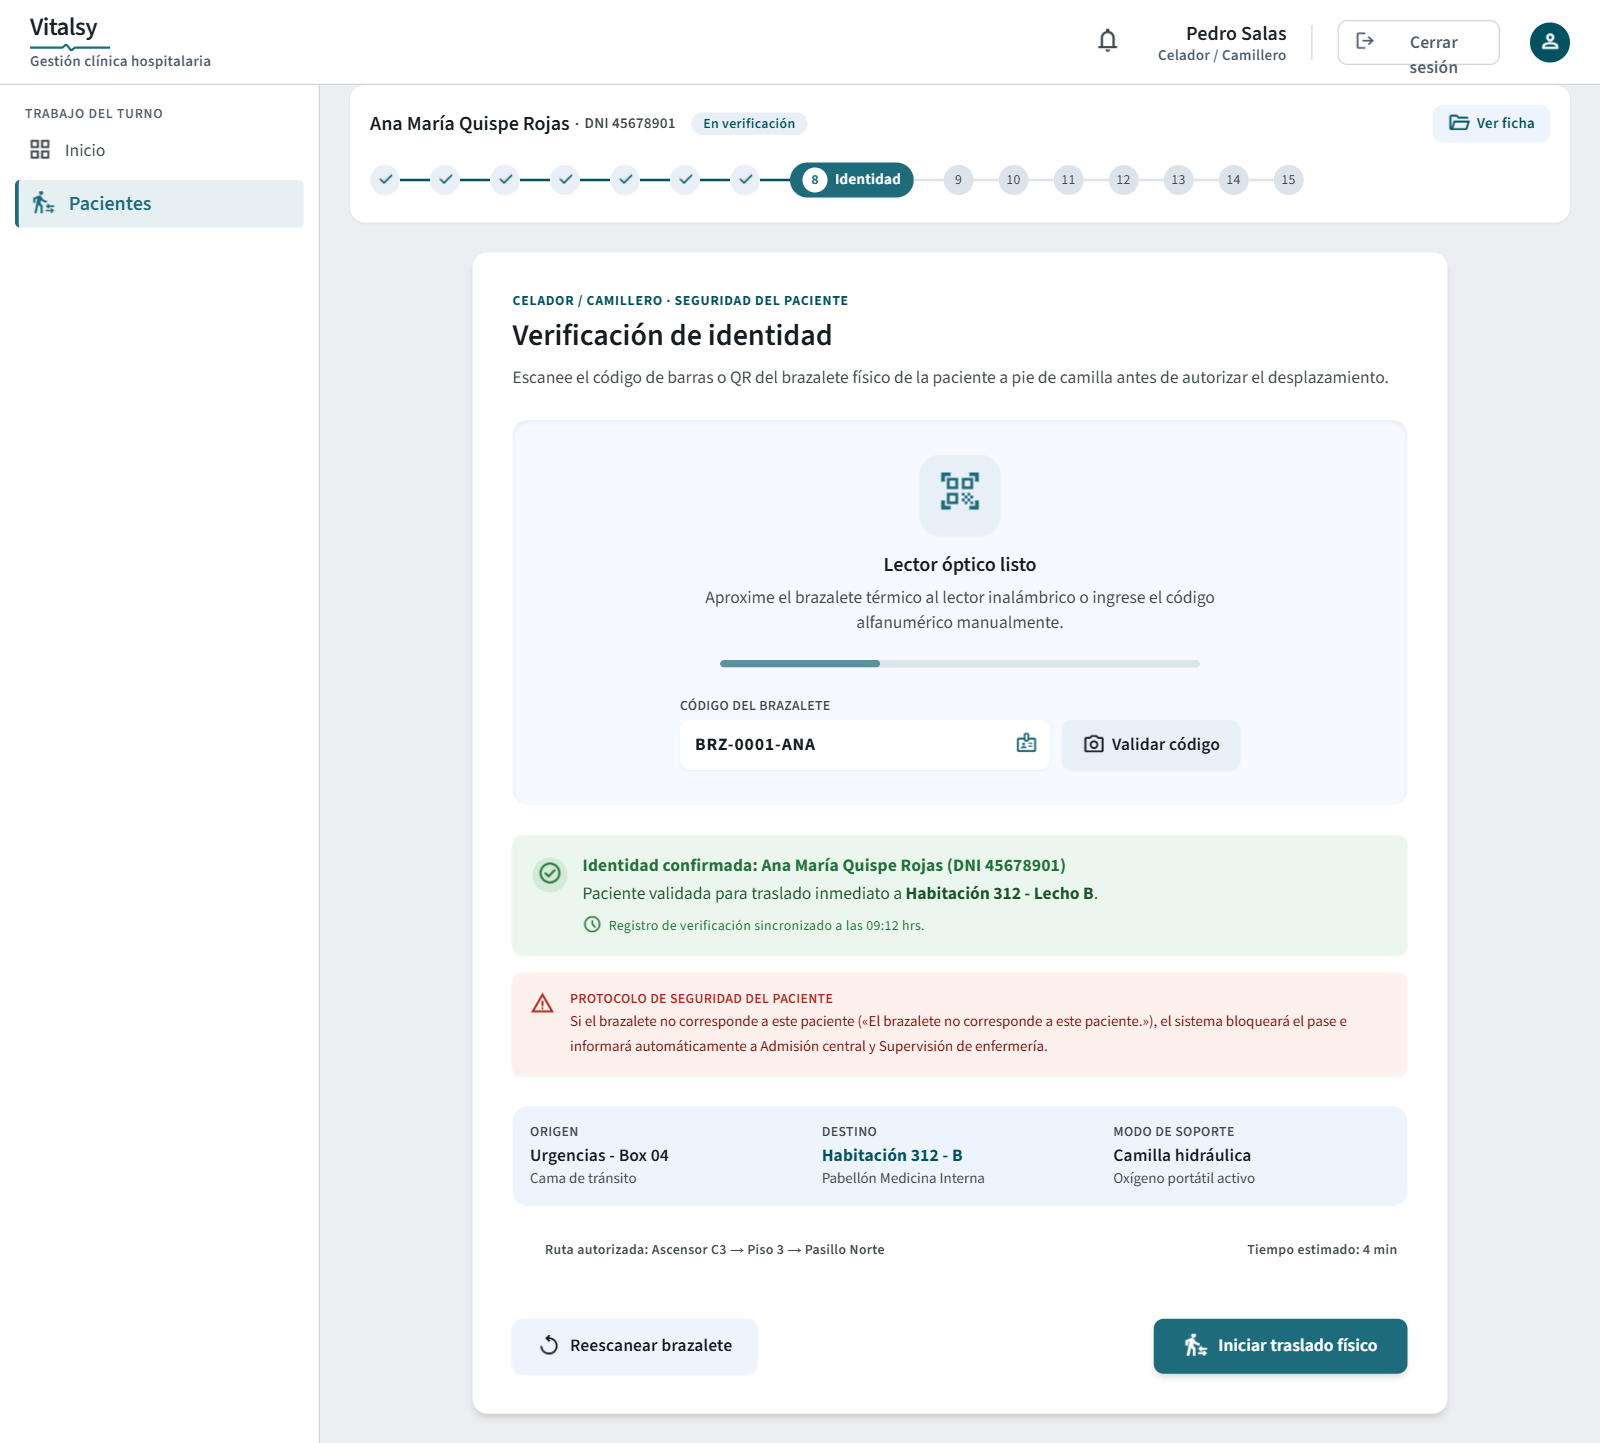 Vitalsy
Gestión clínica hospitalaria
Pedro Salas
Celador / Camillero
Cerrar
sesión
TRABAJO DEL TURNO
Inicio
Pacientes
Ana María Quispe Rojas · DNI 45678901
En verificación
Ver ficha
8 Identidad 9 10 11 12 13 14 15
CELADOR / CAMILLERO · SEGURIDAD DEL PACIENTE
Verificación de identidad
Escanee el código de barras o QR del brazalete físico de la paciente a pie de camilla antes de autorizar el desplazamiento.
Lector óptico listo
Aproxime el brazalete térmico al lector inalámbrico o ingrese el código
alfanumérico manualmente.
CÓDIGO DEL BRAZALETE
BRZ-0001-ANA
Validar código
Identidad confirmada: Ana María Quispe Rojas (DNI 45678901)
Paciente validada para traslado inmediato a Habitación 312 - Lecho B.
Registro de verificación sincronizado a las 09:12 hrs.
PROTOCOLO DE SEGURIDAD DEL PACIENTE
Si el brazalete no corresponde a este paciente («El brazalete no corresponde a este paciente.»), el sistema bloqueará el pase e
informará automáticamente a Admisión central y Supervisión de enfermería.
ORIGEN
Urgencias - Box 04
Cama de tránsito
DESTINO
Habitación 312 - B
Pabellón Medicina Interna
MODO DE SOPORTE
Camilla hidráulica
Oxígeno portátil activo
Ruta autorizada: Ascensor C3 → Piso 3 → Pasillo Norte
Tiempo estimado: 4 min
Reescanear brazalete
Iniciar traslado físico